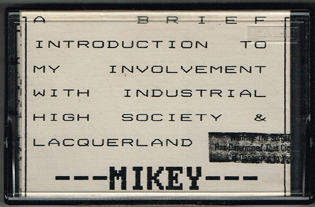 A BRIEF
INTRODUCTION TO
MY INVOLVEMENT
WITH INDUSTRIAL
HIGH SOCIETY &
LACQUERLAND
---MIKEY---